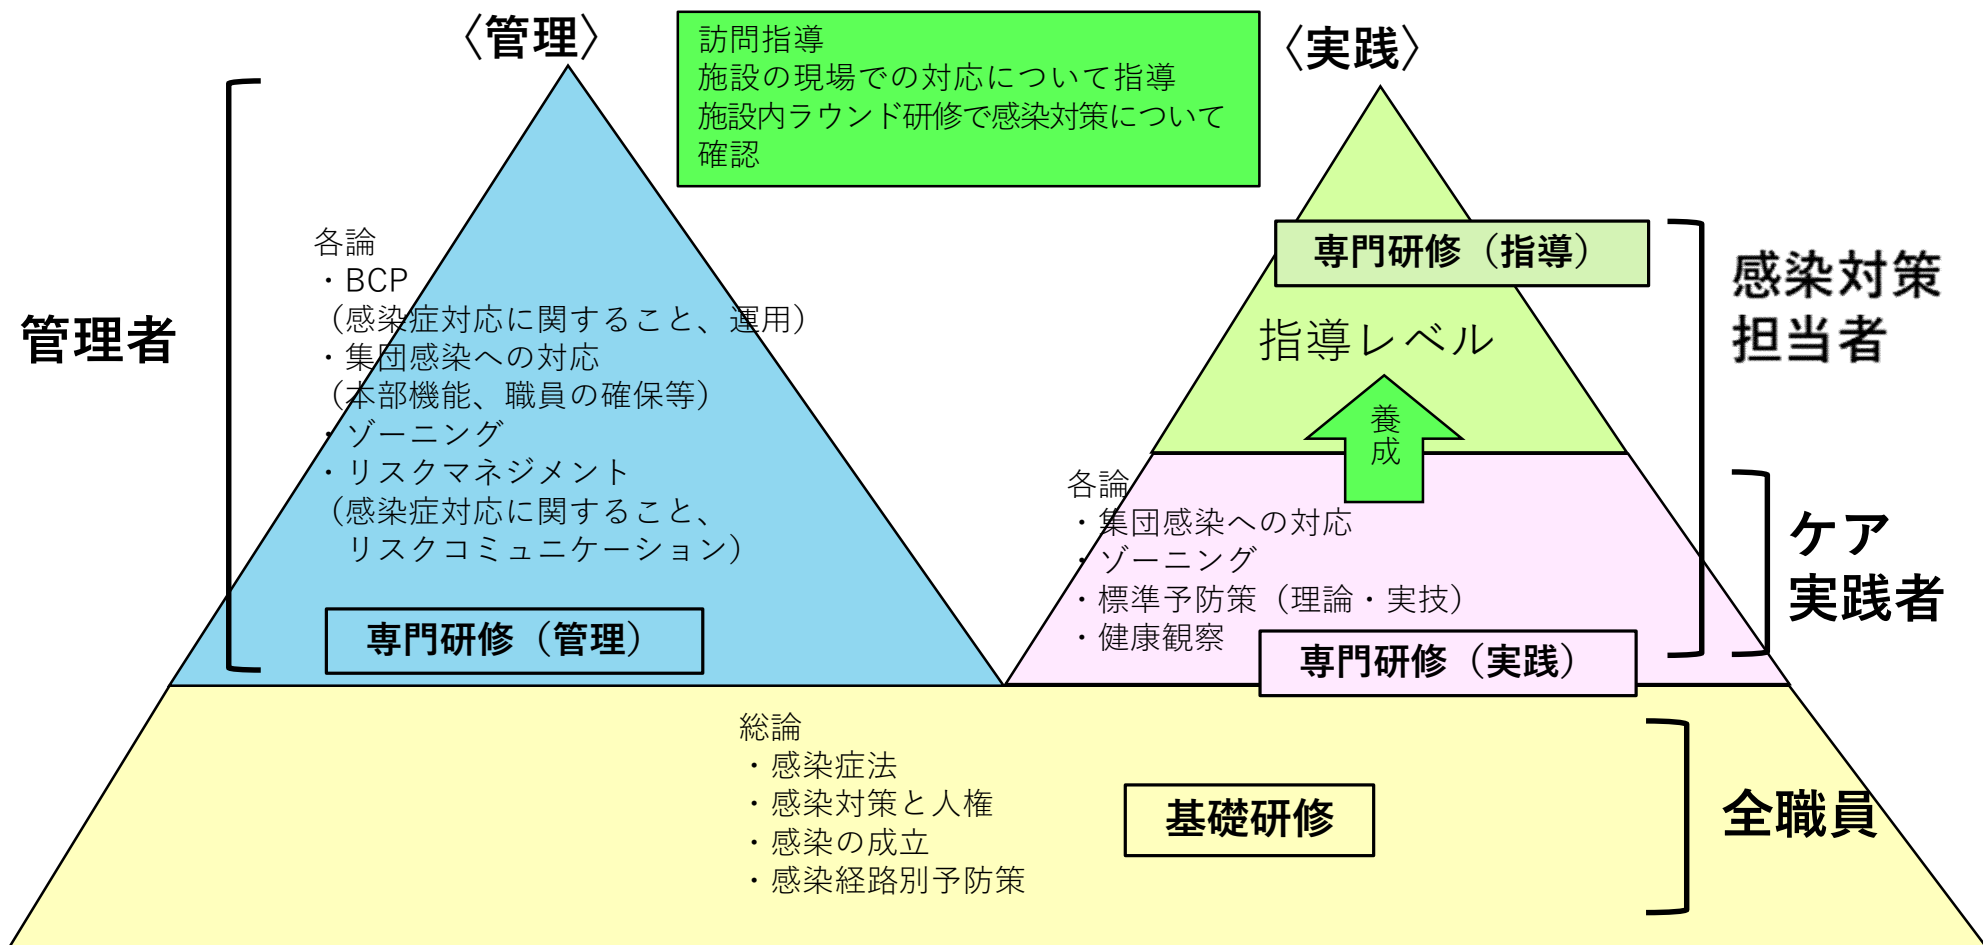 〈管理〉
訪問指導
施設の現場での対応について指導
施設内ラウンド研修で感染対策について
確認
〈実践〉
管理者
各論
・BCP
（感染症対応に関すること、運用）
・集団感染への対応
（本部機能、職員の確保等）
・ゾーニング
・リスクマネジメント
（感染症対応に関すること、
リスクコミュニケーション）
専門研修（管理）
専門研修（指導）
指導レベル
養成
感染対策
担当者
各論
・集団感染への対応
・ゾーニング
・標準予防策（理論・実技）
・健康観察
専門研修（実践）
ケア
実践者
総論
・感染症法
・感染対策と人権
・感染の成立
・感染経路別予防策
基礎研修
全職員